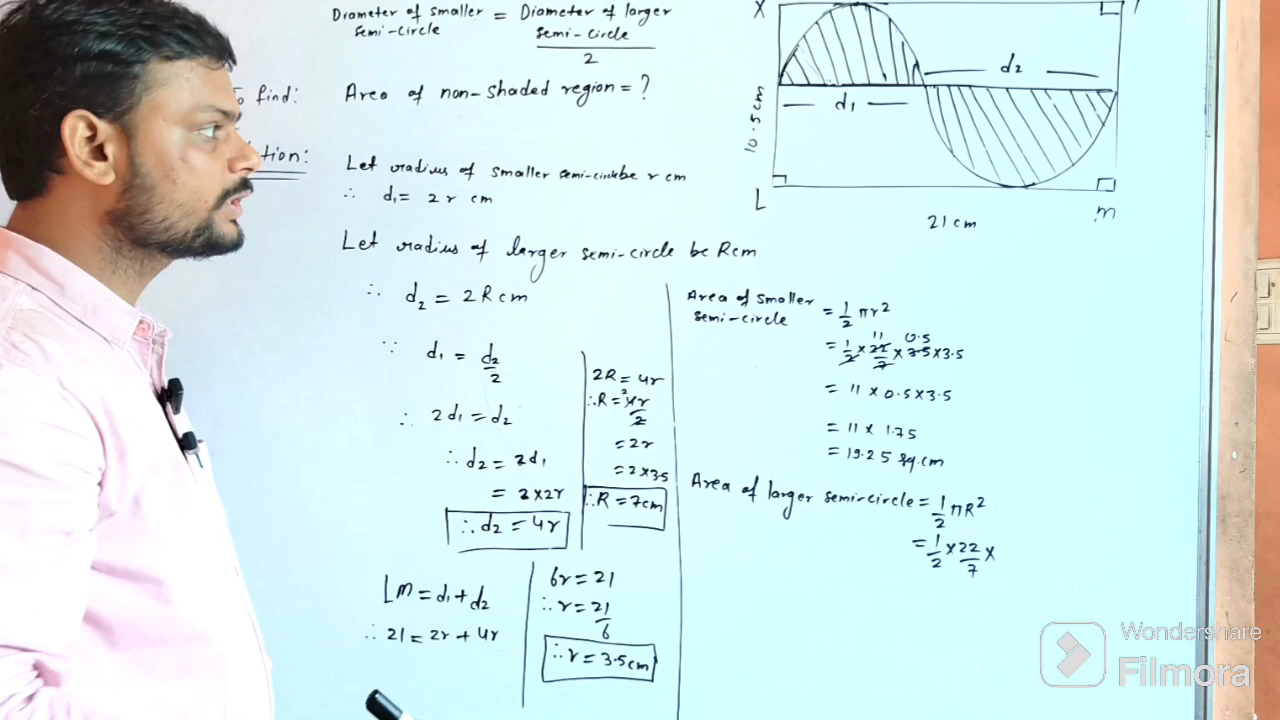 Diameter of smaller semi-circle = Diameter of larger semi-circle / 2
To find: Area of non-shaded region = ?
tion:
Let radius of smaller semi-circle be r cm
∴ d₁ = 2r cm
Let radius of larger semi-circle be R cm
∴ d₂ = 2R cm
∵ d₁ = d₂/2
∴ 2d₁ = d₂
∴ d₂ = 2d₁
= 2×2r
∴ d₂ = 4r
2R = 4r
∴ R = 4r/2
2
= 2r
= 2×3.5
∴ R = 7cm
LM = d₁ + d₂
∴ 21 = 2r + 4r
6r = 21
∴ r = 21/6
∴ r = 3.5cm
X
d₂
d₁
10.5cm
L
M
21 cm
Area of smaller semi-circle = 1/2 πr²
11 0.5
= 1/2 × 22/7 × 3.5 × 3.5
= 11 × 0.5 × 3.5
= 11 × 1.75
= 19.25 sq.cm
Area of larger semi-circle = 1/2 πR²
= 1/2 × 22/7 ×
Wondershare
Filmora